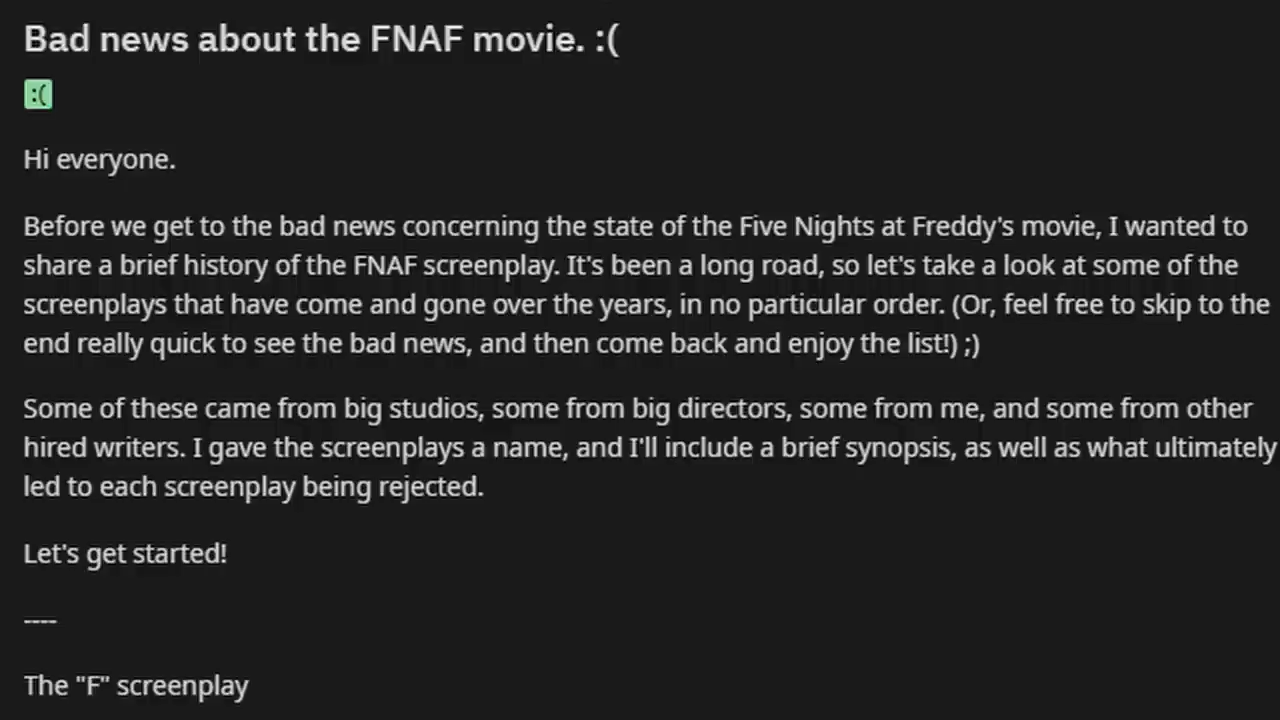 Bad news about the FNAF movie. :(
:(
Hi everyone.
Before we get to the bad news concerning the state of the Five Nights at Freddy's movie, I wanted to
share a brief history of the FNAF screenplay. It's been a long road, so let's take a look at some of the
screenplays that have come and gone over the years, in no particular order. (Or, feel free to skip to the
end really quick to see the bad news, and then come back and enjoy the list!) ;)
Some of these came from big studios, some from big directors, some from me, and some from other
hired writers. I gave the screenplays a name, and I'll include a brief synopsis, as well as what ultimately
led to each screenplay being rejected.
Let's get started!
----
The "F" screenplay